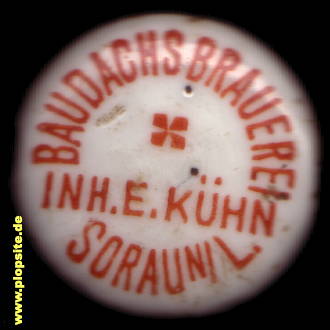 BAUDACHS BRAUEREI
INH. E. KÜHN
SORAU N/L.
www.plopsite.de